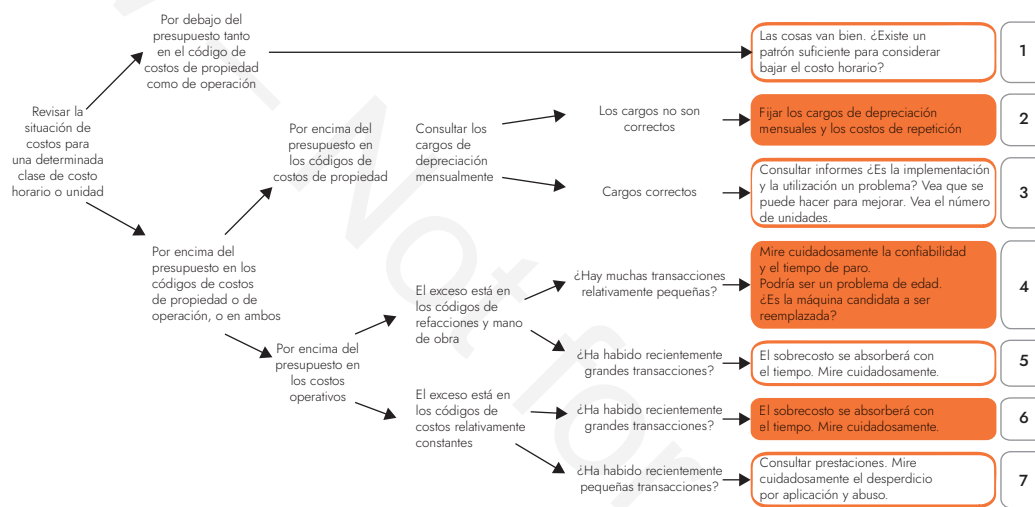 Por debajo del
presupuesto tanto
en el código de
costos de propiedad
como de operación
Las cosas van bien. ¿Existe un
patrón suficiente para considerar
bajar el costo horario?
1
Revisar la
situación de
costos para
una determinada
clase de costo
horario o unidad
Por encima del
presupuesto en
los códigos de
costos de propiedad
Consultar los
cargos de
depreciación
mensualmente
Los cargos no son
correctos
Fijar los cargos de depreciación
mensuales y los costos de repetición
2
Cargos correctos
Consultar informes ¿Es la implementación
y la utilización un problema? Vea que se
puede hacer para mejorar. Vea el número
de unidades.
3
Por encima del
presupuesto en los
códigos de costos
de propiedad o de
operación, o en ambos
Por encima del
presupuesto en
los costos
operativos
El exceso está en
los códigos de
refacciones y mano
de obra
¿Hay muchas transacciones
relativamente pequeñas?
Mire cuidadosamente la confiabilidad
y el tiempo de paro.
Podría ser un problema de edad.
¿Es la máquina candidata a ser
reemplazada?
4
¿Ha habido recientemente
grandes transacciones?
El sobrecosto se absorberá con
el tiempo. Mire cuidadosamente.
5
El exceso está en
los códigos de
costos relativamente
constantes
¿Ha habido recientemente
grandes transacciones?
El sobrecosto se absorberá con
el tiempo. Mire cuidadosamente.
6
¿Ha habido recientemente
pequeñas transacciones?
Consultar prestaciones. Mire
cuidadosamente el desperdicio
por aplicación y abuso.
7
Not for